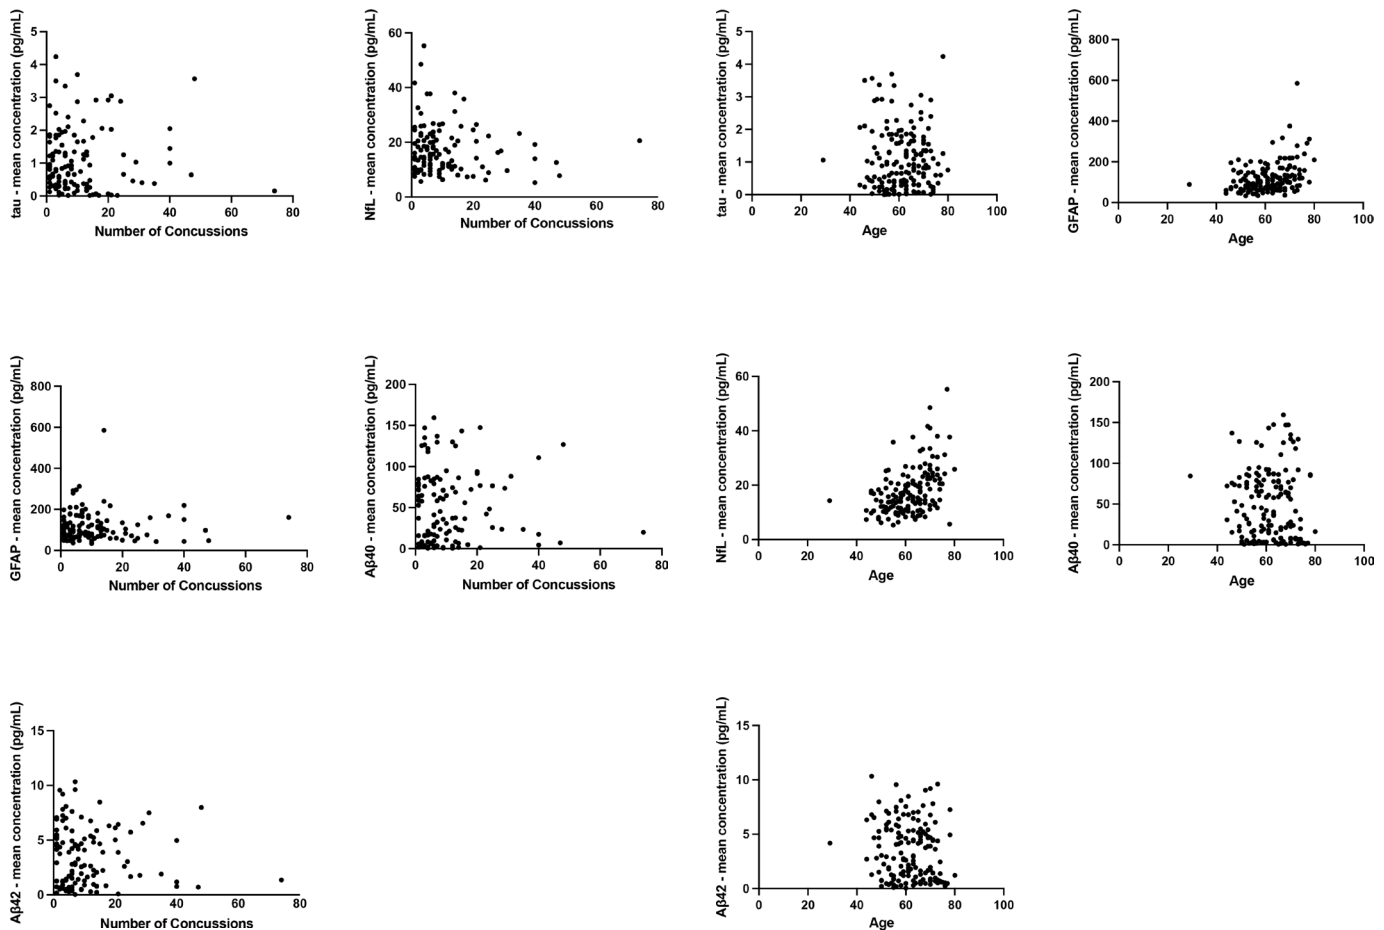 tau - mean concentration (pg/mL)
5
4
3
2
1
0
0 20 40 60 80
Number of Concussions
NfL - mean concentration (pg/mL)
60
40
20
0
0 20 40 60 80
Number of Concussions
tau - mean concentration (pg/mL)
5
4
3
2
1
0
0 20 40 60 80 100
Age
GFAP - mean concentration (pg/mL)
800
600
400
200
0
0 20 40 60 80 100
Age
GFAP - mean concentration (pg/mL)
800
600
400
200
0
0 20 40 60 80
Number of Concussions
Aβ40 - mean concentration (pg/mL)
200
150
100
50
0
0 20 40 60 80
Number of Concussions
NfL - mean concentration (pg/mL)
60
40
20
0
0 20 40 60 80 100
Age
Aβ40 - mean concentration (pg/mL)
200
150
100
50
0
0 20 40 60 80 100
Age
Aβ42 - mean concentration (pg/mL)
15
10
5
0
0 20 40 60 80
Number of Concussions
Aβ42 - mean concentration (pg/mL)
15
10
5
0
0 20 40 60 80 100
Age